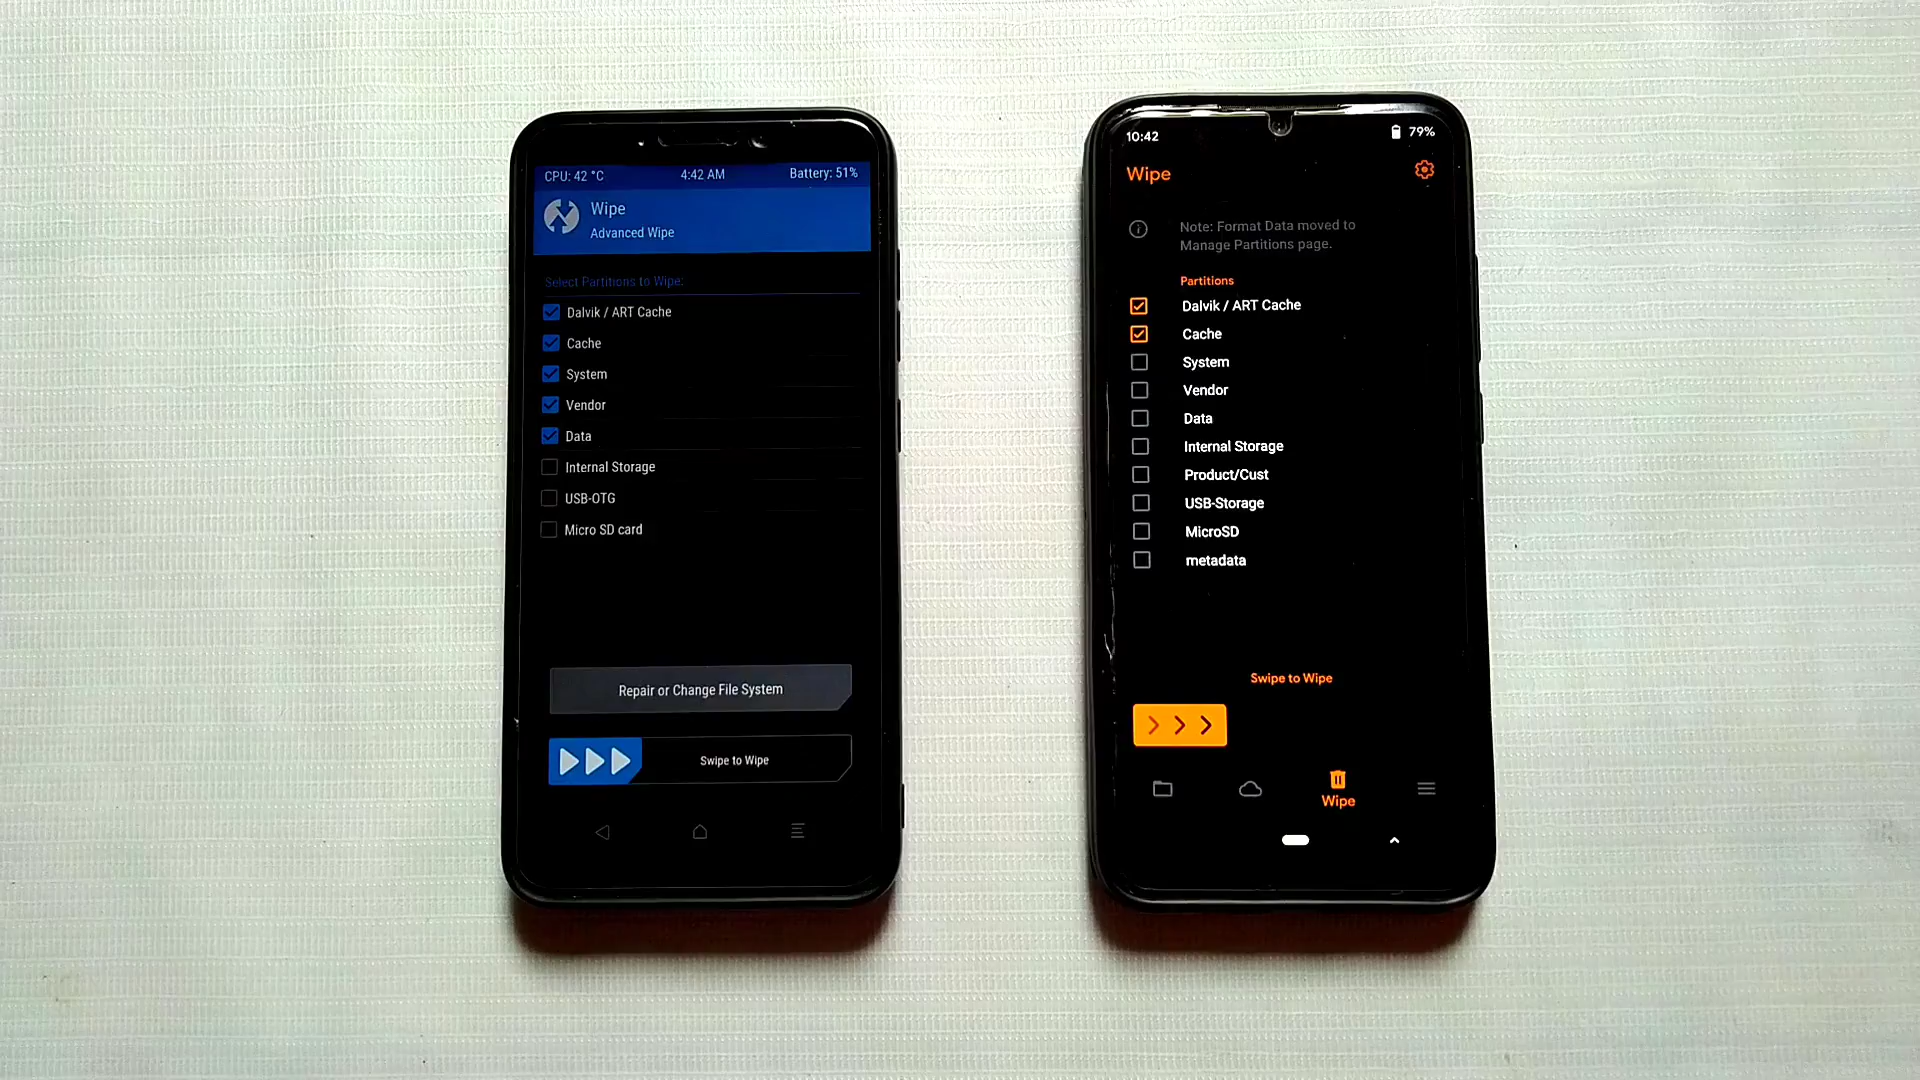 CPU: 42 °C 4:42 AM Battery: 51%
Wipe
Advanced Wipe
Select Partitions to Wipe:
Dalvik / ART Cache
Cache
System
Vendor
Data
Internal Storage
USB-OTG
Micro SD card
Repair or Change File System
Swipe to Wipe
10:42 79%
Wipe
Note: Format Data moved to
Manage Partitions page.
Partitions
Dalvik / ART Cache
Cache
System
Vendor
Data
Internal Storage
Product/Cust
USB-Storage
MicroSD
metadata
Swipe to Wipe
Wipe